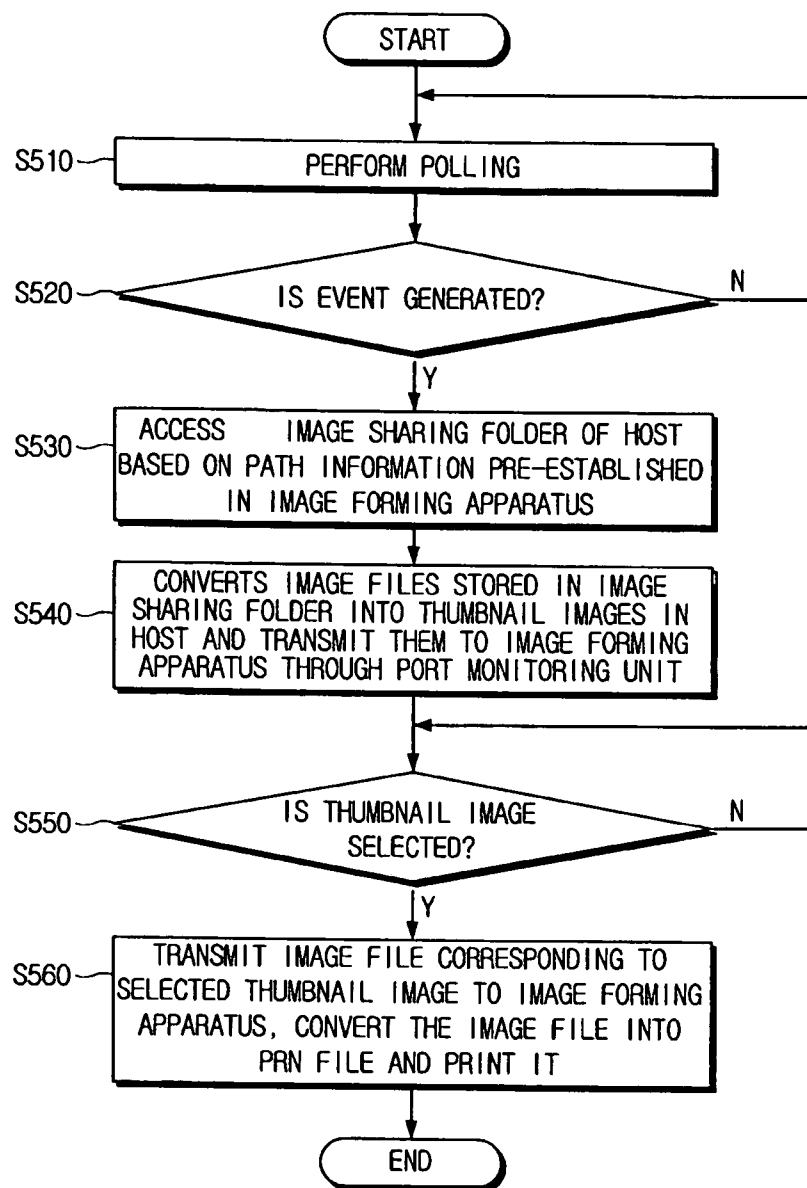 START
S510
PERFORM POLLING
S520
IS EVENT GENERATED?
N
Y
S530
ACCESS IMAGE SHARING FOLDER OF HOST
BASED ON PATH INFORMATION PRE-ESTABLISHED
IN IMAGE FORMING APPARATUS
S540
CONVERTS IMAGE FILES STORED IN IMAGE
SHARING FOLDER INTO THUMBNAIL IMAGES IN
HOST AND TRANSMIT THEM TO IMAGE FORMING
APPARATUS THROUGH PORT MONITORING UNIT
S550
IS THUMBNAIL IMAGE
SELECTED?
N
Y
S560
TRANSMIT IMAGE FILE CORRESPONDING TO
SELECTED THUMBNAIL IMAGE TO IMAGE FORMING
APPARATUS, CONVERT THE IMAGE FILE INTO
PRN FILE AND PRINT IT
END